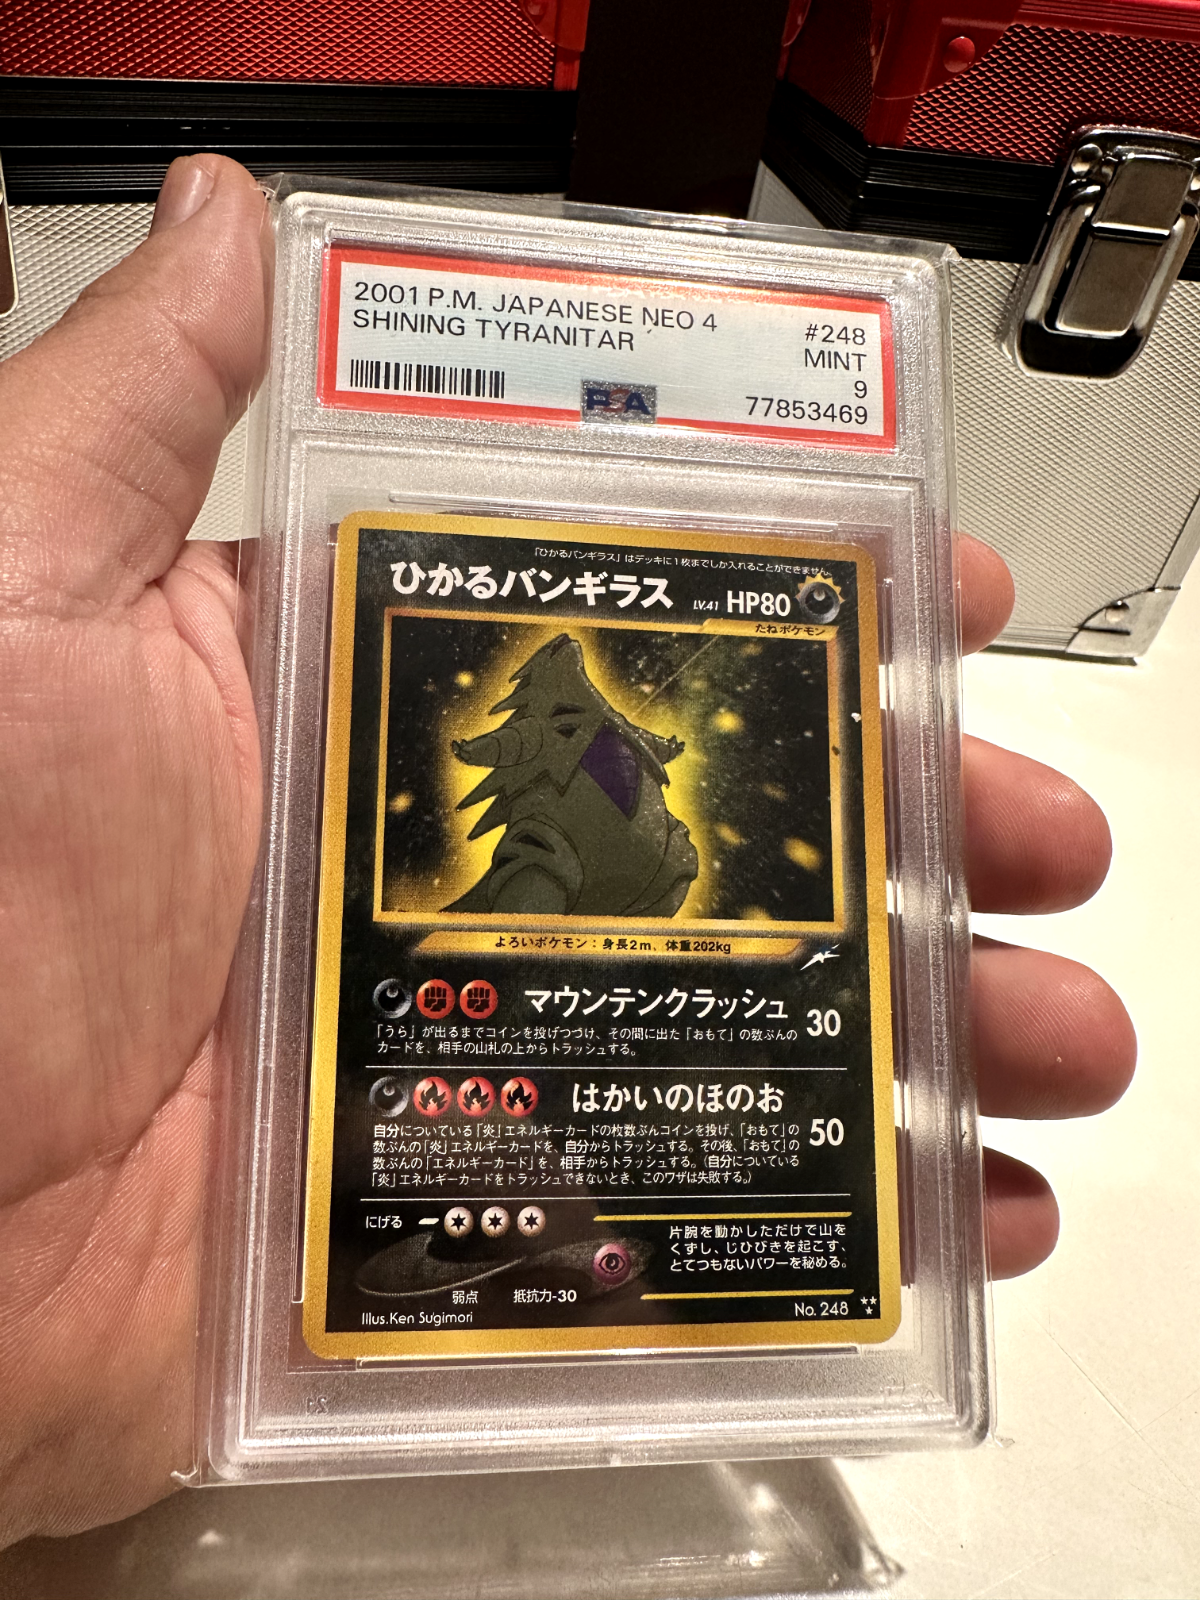 2001 P.M. JAPANESE NEO 4 #248
SHINING TYRANITAR MINT
9
PSA 77853469
「ひかるバンギラス」はデッキに1枚までしか入れることができません。
ひかるバンギラス LV.41 HP80
たねポケモン
よろいポケモン：身長2m、体重202kg
マウンテンクラッシュ 30
「うら」が出るまでコインを投げつづけ、その間に出た「おもて」の数ぶんの
カードを、相手の山札の上からトラッシュする。
はかいのほのお 50
自分についている「炎」エネルギーカードの枚数ぶんコインを投げ、「おもて」の
数ぶんの「炎」エネルギーカードを、自分からトラッシュする。その後、「おもて」の
数ぶんの「エネルギーカード」を、相手からトラッシュする。（自分についている
「炎」エネルギーカードをトラッシュできないとき、このワザは失敗する。）
にげる
片腕を動かしただけで山を
くずし、じひびきを起こす、
とてつもないパワーを秘める。
弱点 抵抗力-30
Illus.Ken Sugimori No. 248